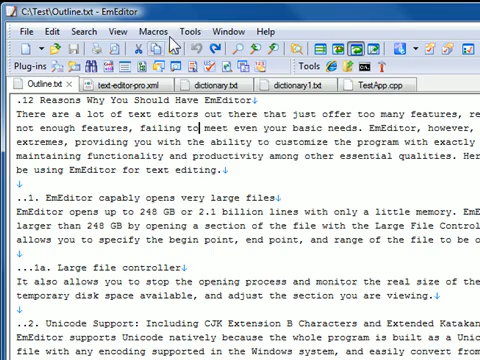 C:\Test\Outline.txt - EmEditor
File Edit Search View Macros Tools Window Help
Plug-ins Tools
Outline.txt text-editor-pro.xml dictionary.txt dictionary1.txt TestApp.cpp
.12 Reasons Why You Should Have EmEditor
There are a lot of text editors out there that just offer too many features,
not enough features, failing to meet even your basic needs. EmEditor, however,
extremes, providing you with the ability to customize the program with exactly
maintaining functionality and productivity among other essential qualities.
be using EmEditor for text editing.
..1. EmEditor capably opens very large files
EmEditor opens up to 248 GB or 2.1 billion lines with only a little memory.
larger than 248 GB by opening a section of the file with the Large File
allows you to specify the begin point, end point, and range of the file to be
...1a. Large file controller
It also allows you to stop the opening process and monitor the real size of the
temporary disk space available, and adjust the section you are viewing.
..2. Unicode Support: Including CJK Extension B Characters and Extended
EmEditor supports Unicode natively because the whole program is built as a
file with any encoding supported in the Windows system, and easily convert